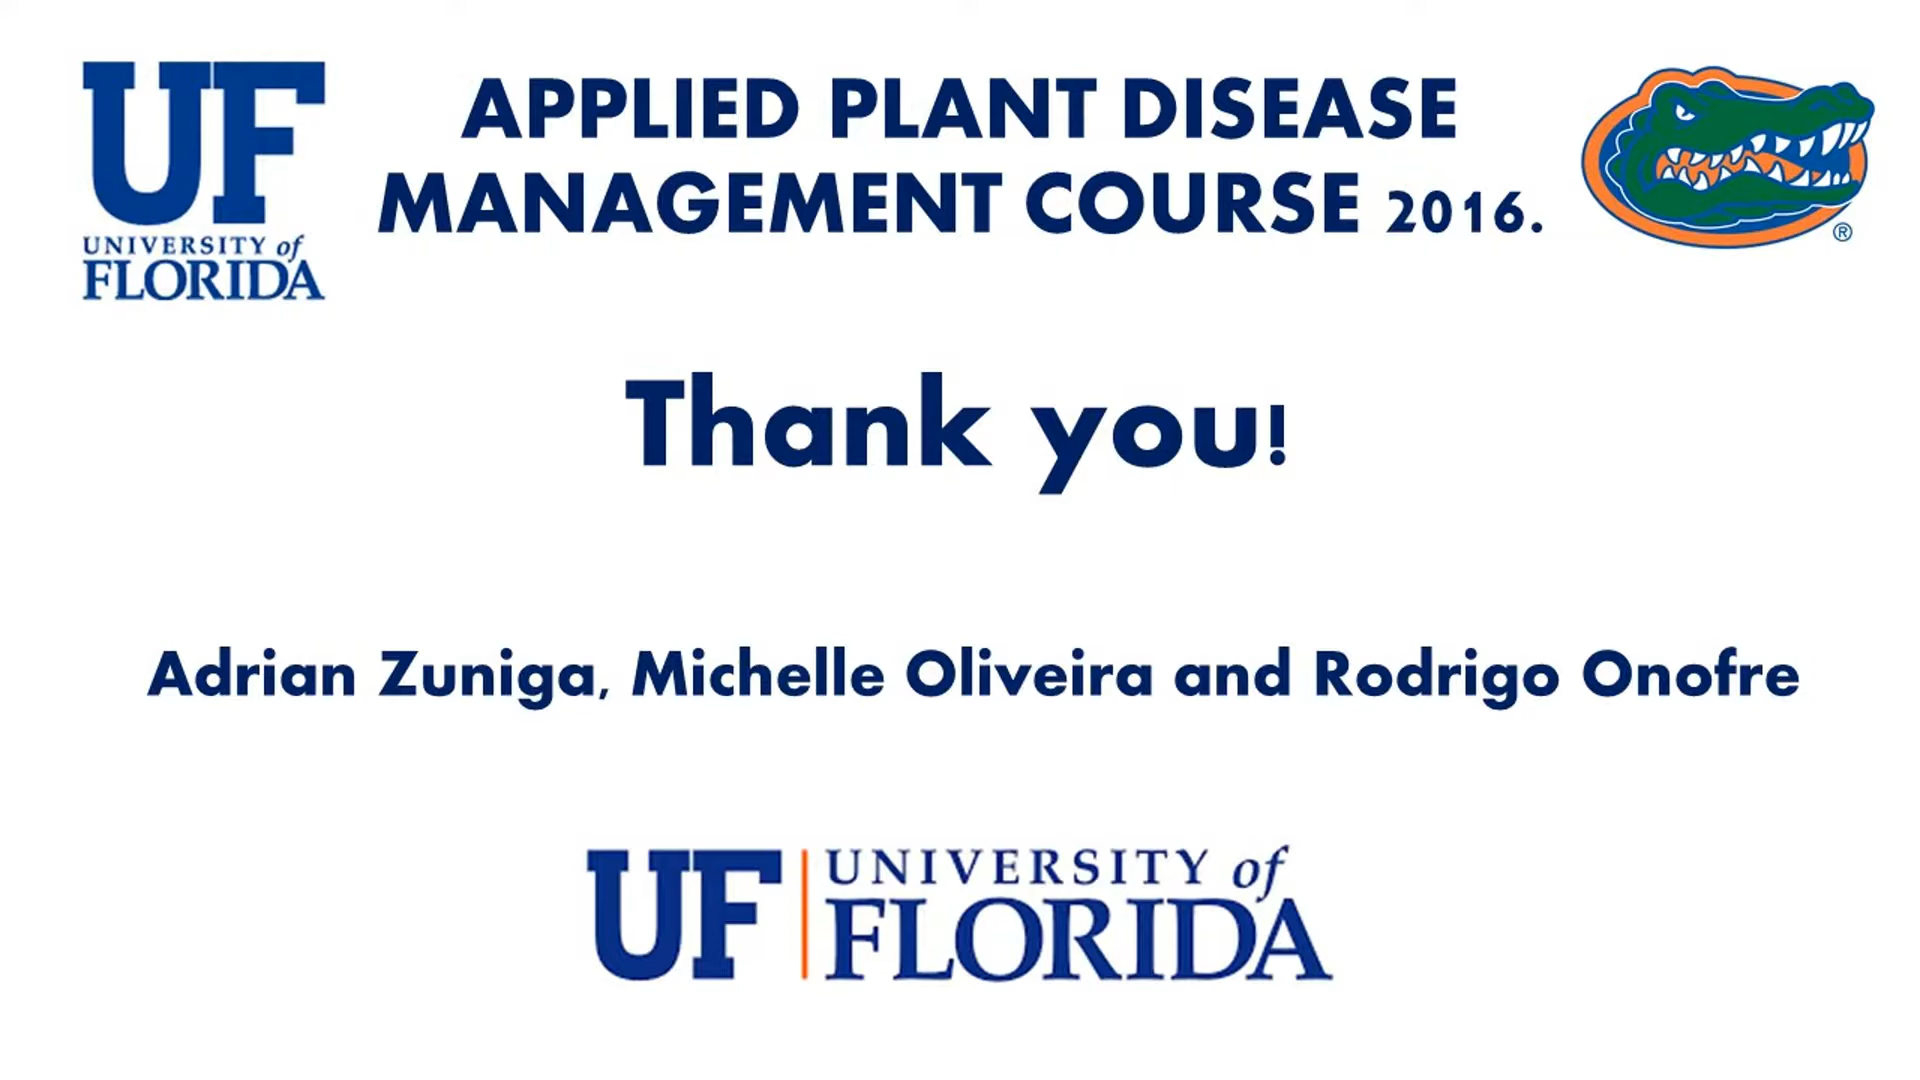 UF
UNIVERSITY of
FLORIDA
APPLIED PLANT DISEASE
MANAGEMENT COURSE 2016.
®
Thank you!
Adrian Zuniga, Michelle Oliveira and Rodrigo Onofre
UF
UNIVERSITY of
FLORIDA